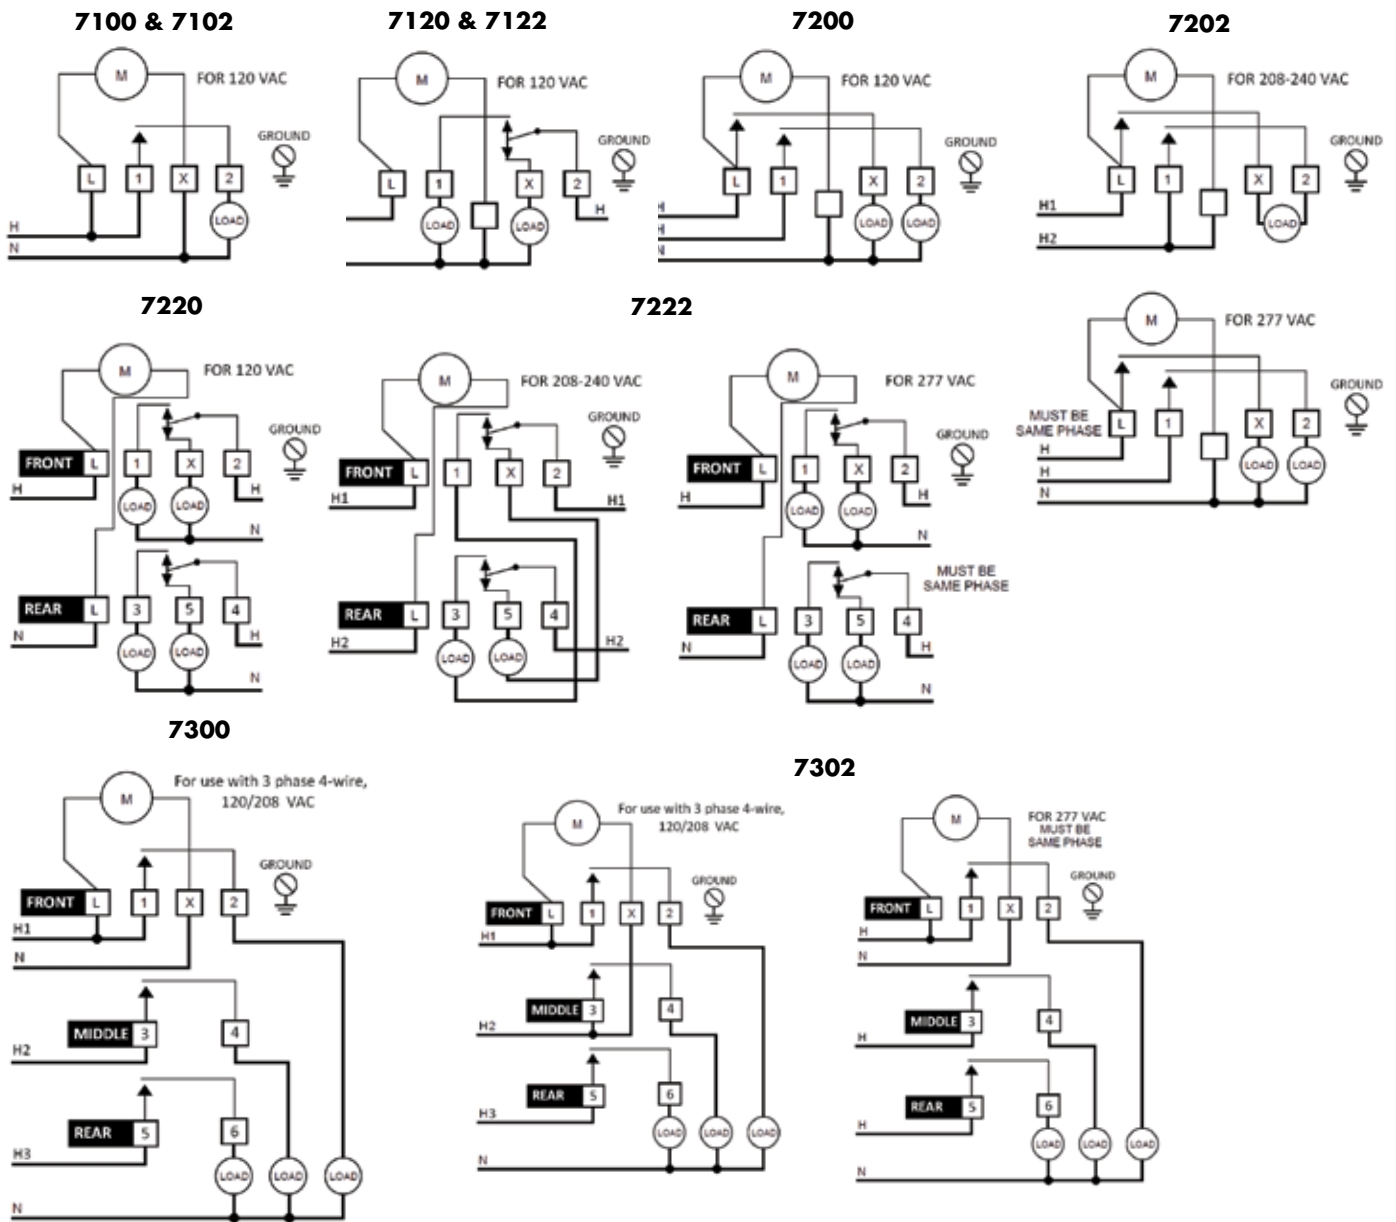 7100 & 7102
FOR 120 VAC
GROUND
M
L 1 X 2
LOAD
H
N
7120 & 7122
FOR 120 VAC
GROUND
M
L 1 X 2
LOAD LOAD
H
7200
FOR 120 VAC
GROUND
M
L 1 X 2
LOAD LOAD
H
H
N
7202
FOR 208-240 VAC
GROUND
M
L 1 X 2
LOAD
H1
H2
FOR 277 VAC
GROUND
M
MUST BE
SAME PHASE
L 1 X 2
LOAD LOAD
H
H
N
7220
FOR 120 VAC
GROUND
M
FRONT L 1 X 2
H LOAD LOAD H
N
REAR L 3 5 4
N LOAD LOAD H
N
7222
FOR 208-240 VAC
GROUND
M
FRONT L 1 X 2
H1 H1
REAR L 3 5 4
H2 LOAD LOAD H2
FOR 277 VAC
GROUND
M
FRONT L 1 X 2
H LOAD LOAD H
N
MUST BE
SAME PHASE
REAR L 3 5 4
N LOAD LOAD H
N
7300
For use with 3 phase 4-wire,
120/208 VAC
GROUND
M
FRONT L 1 X 2
H1
N
MIDDLE 3 4
H2
REAR 5 6
H3
LOAD LOAD LOAD
N
7302
For use with 3 phase 4-wire,
120/208 VAC
GROUND
M
FRONT L 1 X 2
H1
MIDDLE 3 4
H2
REAR 5 6
H3
LOAD LOAD LOAD
N
FOR 277 VAC
MUST BE
SAME PHASE
GROUND
M
FRONT L 1 X 2
H
N
MIDDLE 3 4
H
REAR 5 6
H
LOAD LOAD LOAD
N